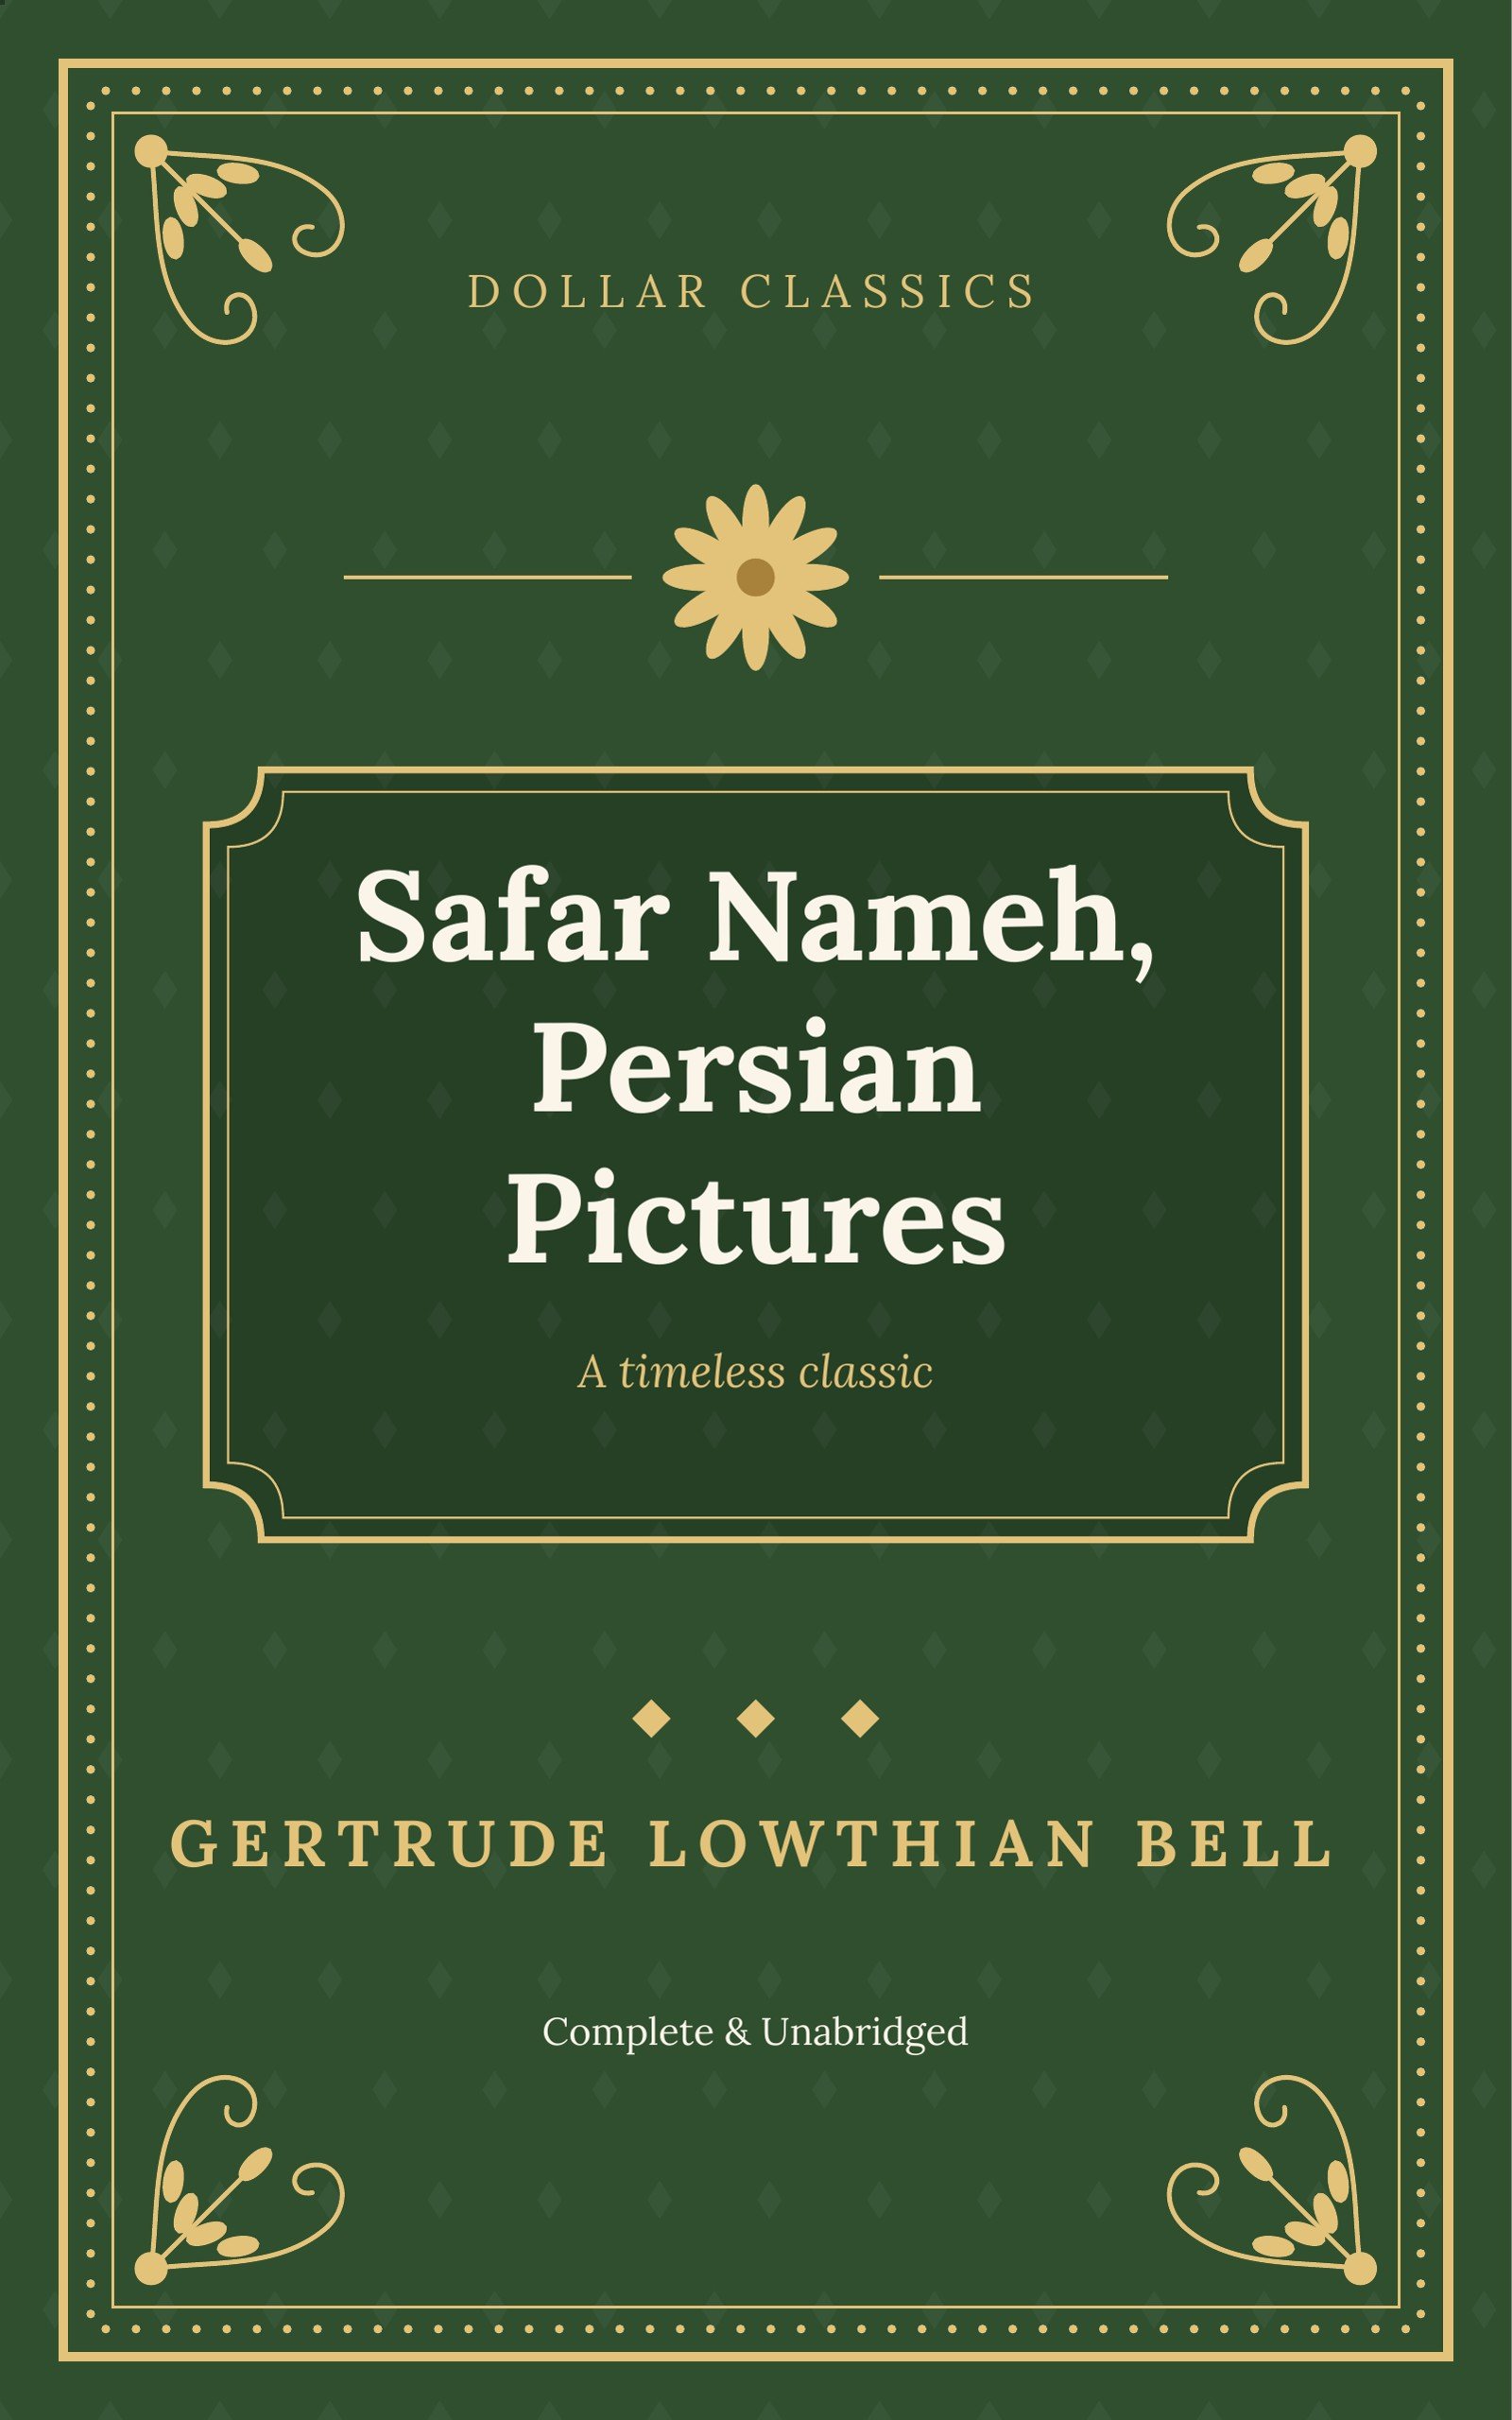 DOLLAR CLASSICS
Safar Nameh,
Persian
Pictures
A timeless classic
GERTRUDE LOWTHIAN BELL
Complete & Unabridged